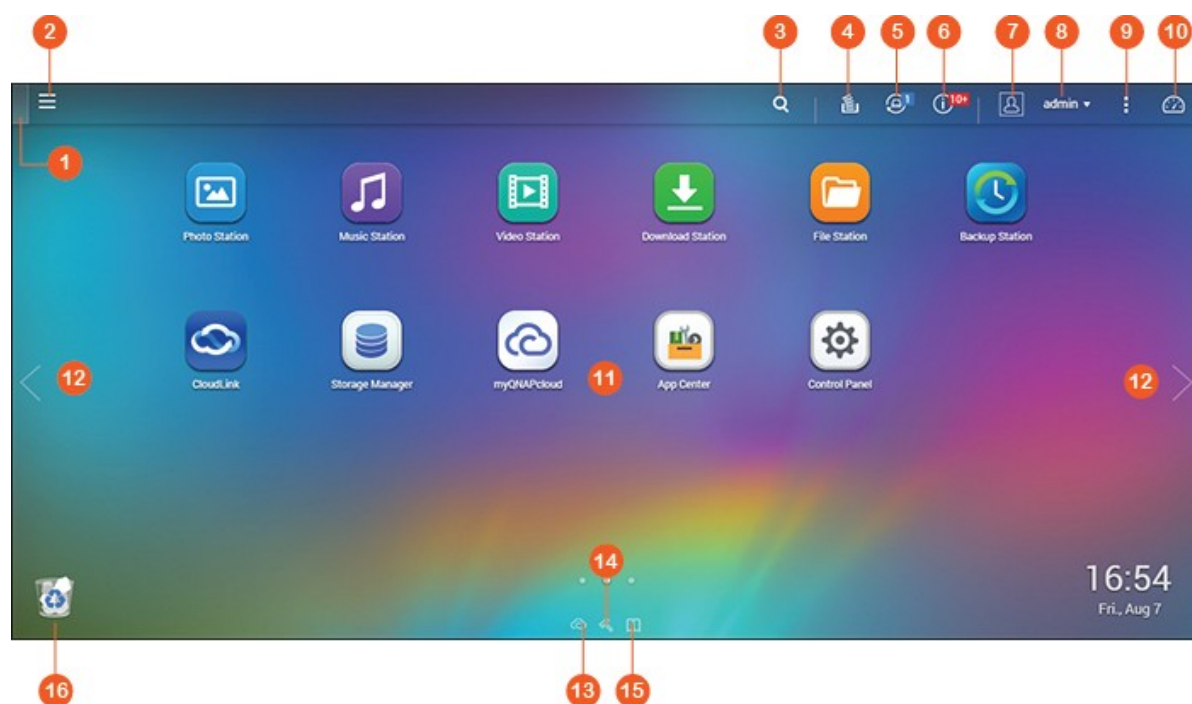 2
3
4
5
6
7
8
9
10
1
10+
admin
1
Photo Station
Music Station
Video Station
Download Station
File Station
Backup Station
12
CloudLink
Storage Manager
myQNAPcloud
11
App Center
Control Panel
12
14
16:54
Fri., Aug 7
16
13
15